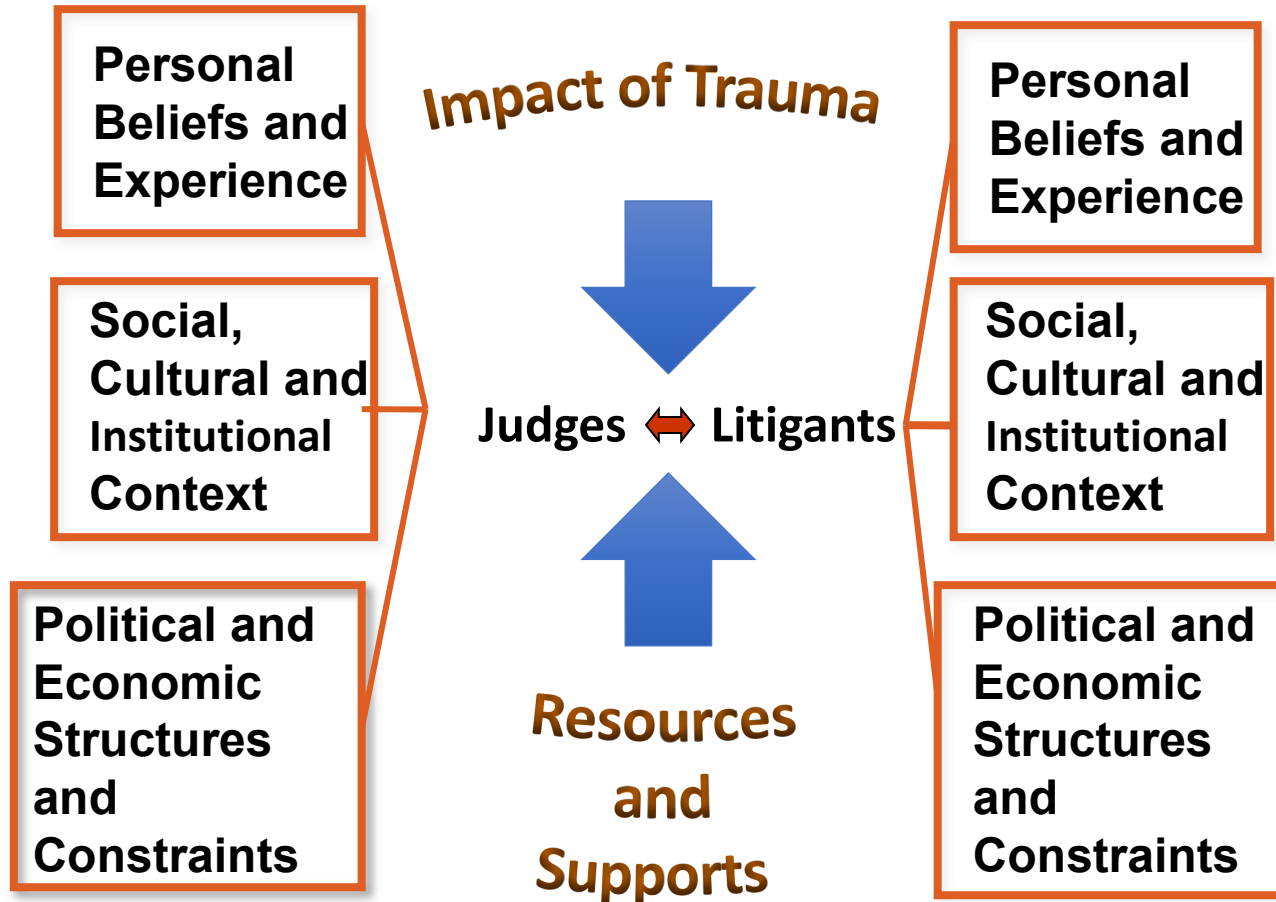 Personal
Beliefs and
Experience
Social,
Cultural and
Institutional
Context
Political and
Economic
Structures
and
Constraints
Impact of Trauma
Judges Litigants
Resources
and
Supports
Personal
Beliefs and
Experience
Social,
Cultural and
Institutional
Context
Political and
Economic
Structures
and
Constraints